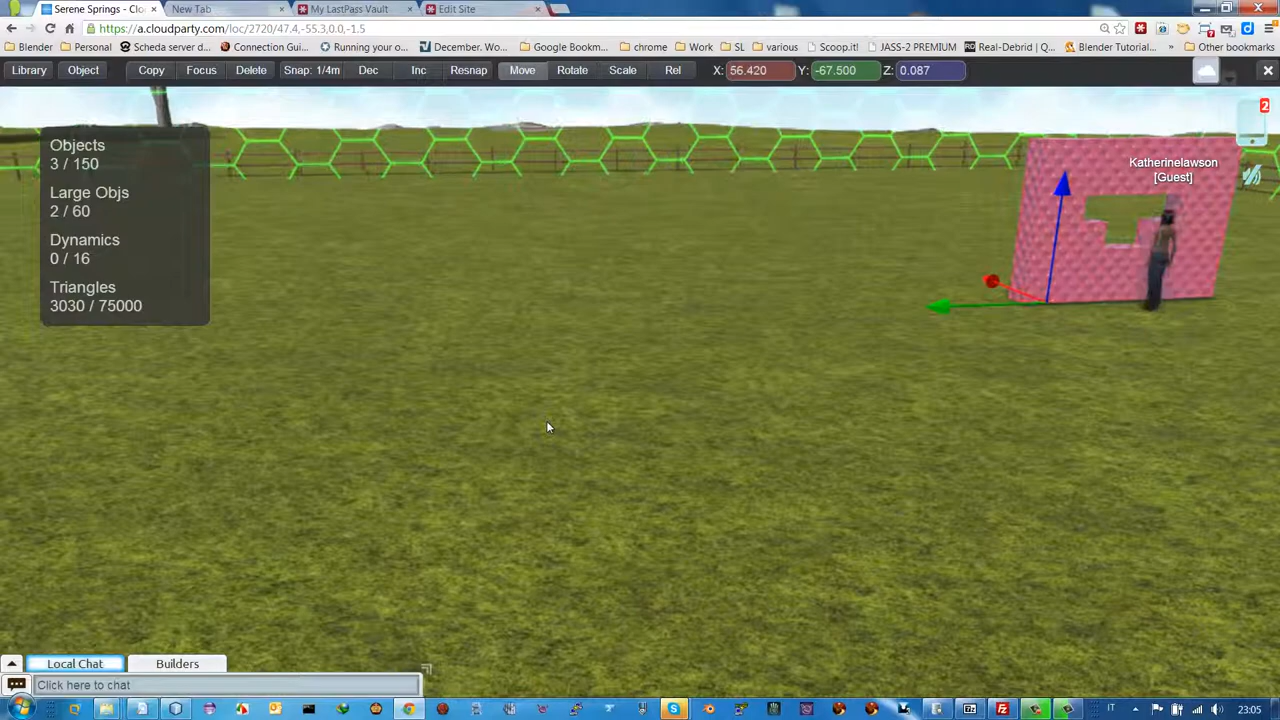 Serene Springs - Clo
New Tab
My LastPass Vault
Edit Site
https://a.cloudparty.com/loc/2720/47.4,-55.3,0.0,-1.5
Blender
Personal
Scheda server d...
Connection Gui...
Running your o...
December. Wo...
Google Bookm...
chrome
Work
SL
various
Scoop.it!
JASS-2 PREMIUM
Real-Debrid | Q...
Blender Tutorial...
Other bookmarks
Library
Object
Copy
Focus
Delete
Snap: 1/4m
Dec
Inc
Resnap
Move
Rotate
Scale
Rel
X: 56.420
Y: -67.500
Z: 0.087
2
Objects
3 / 150
Large Objs
2 / 60
Dynamics
0 / 16
Triangles
3030 / 75000
Katherinelawson
[Guest]
Local Chat
Builders
Click here to chat
IT
23:05